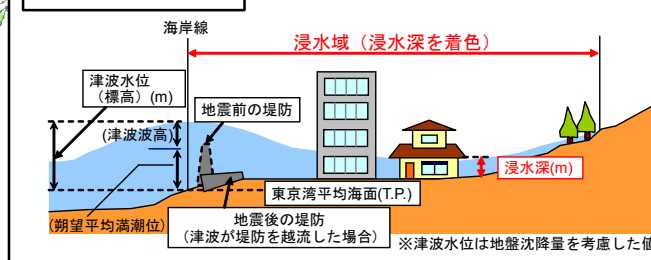 海岸線
浸水域（浸水深を着色）
津波水位
（標高）(m)
地震前の堤防
(津波波高)
浸水深(m)
東京湾平均海面(T.P.)
(朔望平均満潮位)
地震後の堤防
（津波が堤防を越流した場合）
※津波水位は地盤沈降量を考慮した値